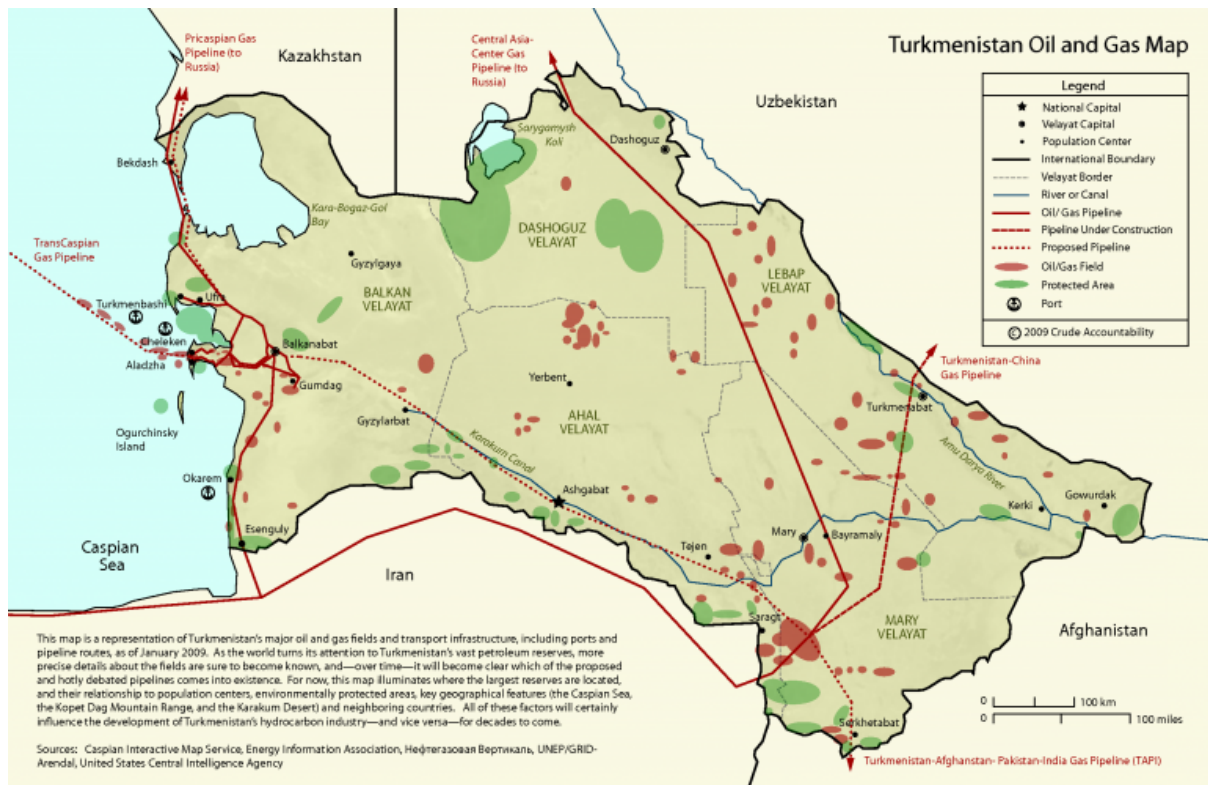 Turkmenistan Oil and Gas Map
Legend
National Capital
Velayat Capital
Population Center
International Boundary
Velayat Border
River or Canal
Oil/Gas Pipeline
Pipeline Under Construction
Proposed Pipeline
Oil/Gas Field
Protected Area
Port
© 2009 Crude Accountability
Pricaspian Gas
Pipeline (to
Russia)
Kazakhstan
Central Asia-
Center Gas
Pipeline (to
Russia)
Uzbekistan
Sarygamysh
Koli
Dashoguz
Bekdash
Kara-Bogaz-Gol
Bay
DASHOGUZ
VELAYAT
TransCaspian
Gas Pipeline
Gyzylgaya
LEBAP
VELAYAT
BALKAN
VELAYAT
Turkmenbashi
Ufra
Cheleken
Balkanabat
Aladzha
Gumdag
Turkmenistan-China
Gas Pipeline
Yerbent
Turkmenabat
Gyzylarbat
AHAL
VELAYAT
Ogurchinsky
Island
Karakum Canal
Amu Darya River
Okarem
Ashgabat
Kerki
Gowurdak
Esenguly
Mary
Bayramaly
Caspian
Sea
Tejen
Iran
Saragt
MARY
VELAYAT
Afghanistan
Serkhetabat
0
100 km
0
100 miles
Turkmenistan-Afghanstan- Pakistan-India Gas Pipeline (TAPI)
This map is a representation of Turkmenistan's major oil and gas fields and transport infrastructure, including ports and
pipeline routes, as of January 2009. As the world turns its attention to Turkmenistan's vast petroleum reserves, more
precise details about the fields are sure to become known, and—over time—it will become clear which of the proposed
and hotly debated pipelines comes into existence. For now, this map illuminates where the largest reserves are located,
and their relationship to population centers, environmentally protected areas, key geographical features (the Caspian Sea,
the Kopet Dag Mountain Range, and the Karakum Desert) and neighboring countries. All of these factors will certainly
influence the development of Turkmenistan's hydrocarbon industry—and vice versa—for decades to come.
Sources: Caspian Interactive Map Service, Energy Information Association, Нефтегазовая Вертикаль, UNEP/GRID-
Arendal, United States Central Intelligence Agency